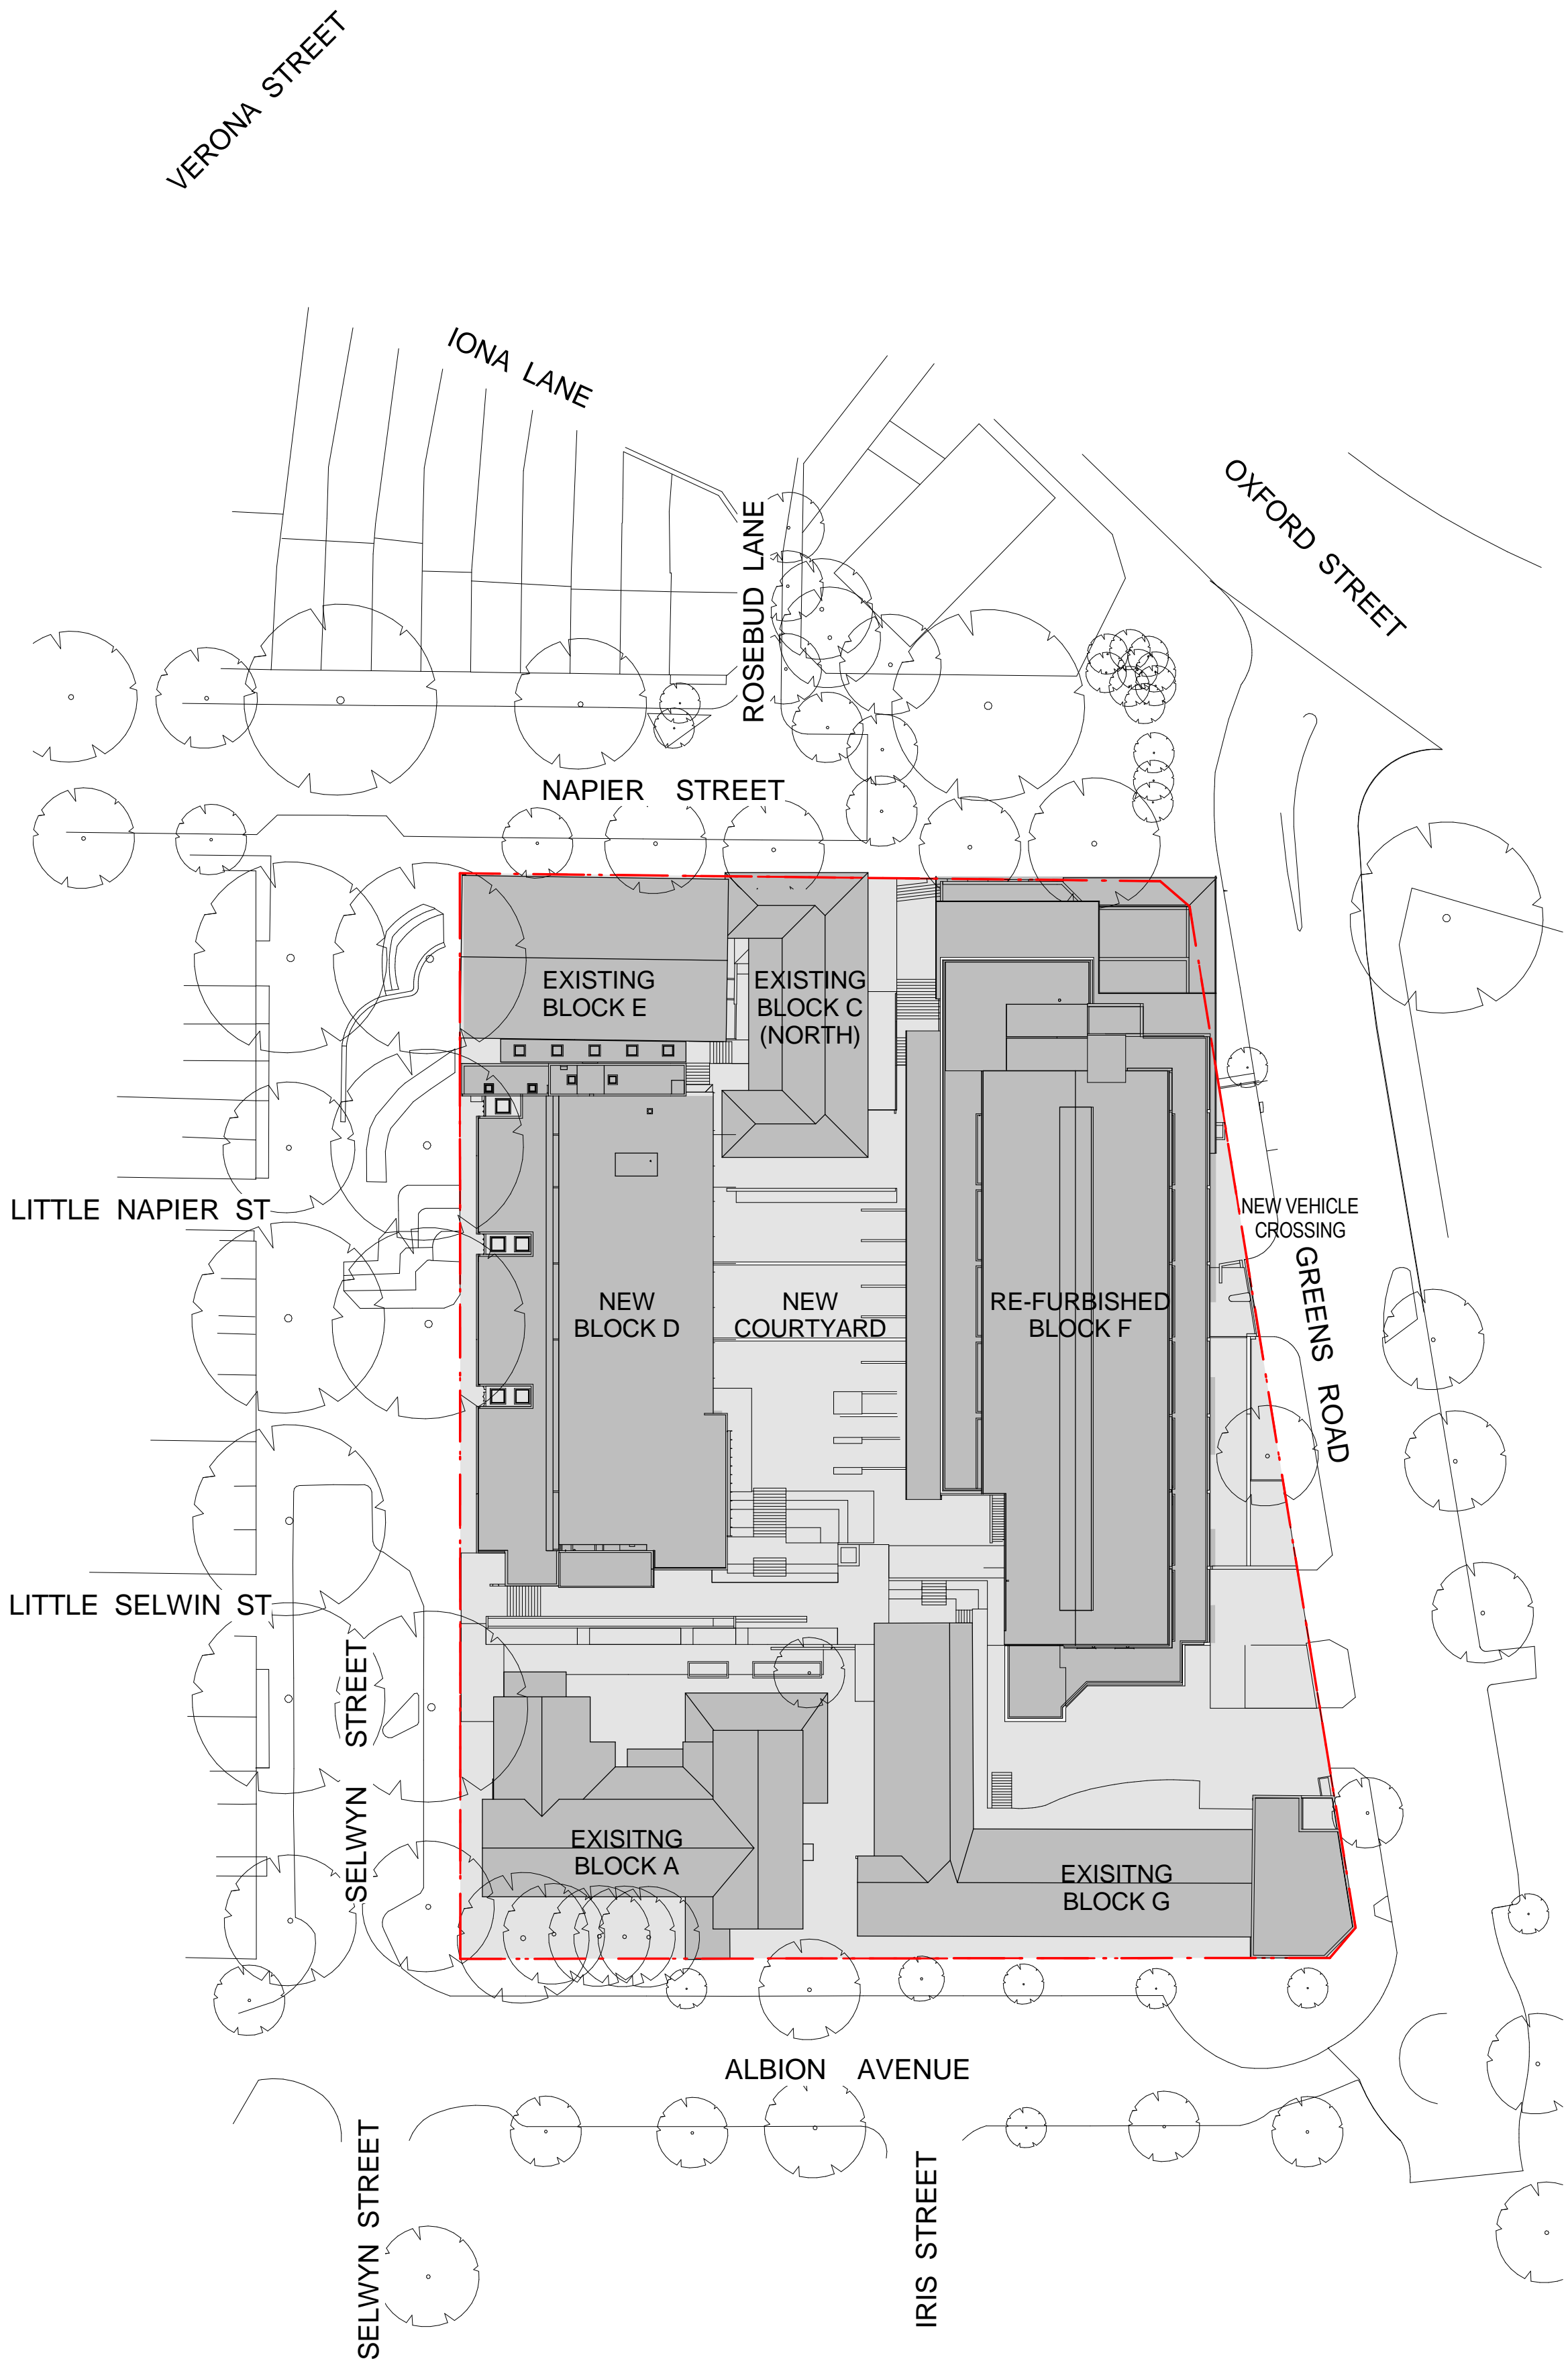 VERONA STREET
IONA LANE
OXFORD STREET
ROSEBUD LANE
NAPIER STREET
EXISTING
BLOCK E
EXISTING
BLOCK C
(NORTH)
LITTLE NAPIER ST
NEW VEHICLE
CROSSING
GREENS ROAD
NEW
BLOCK D
NEW
COURTYARD
RE-FURBISHED
BLOCK F
LITTLE SELWIN ST
SELWYN STREET
EXISITNG
BLOCK A
EXISITNG
BLOCK G
ALBION AVENUE
SELWYN STREET
IRIS STREET